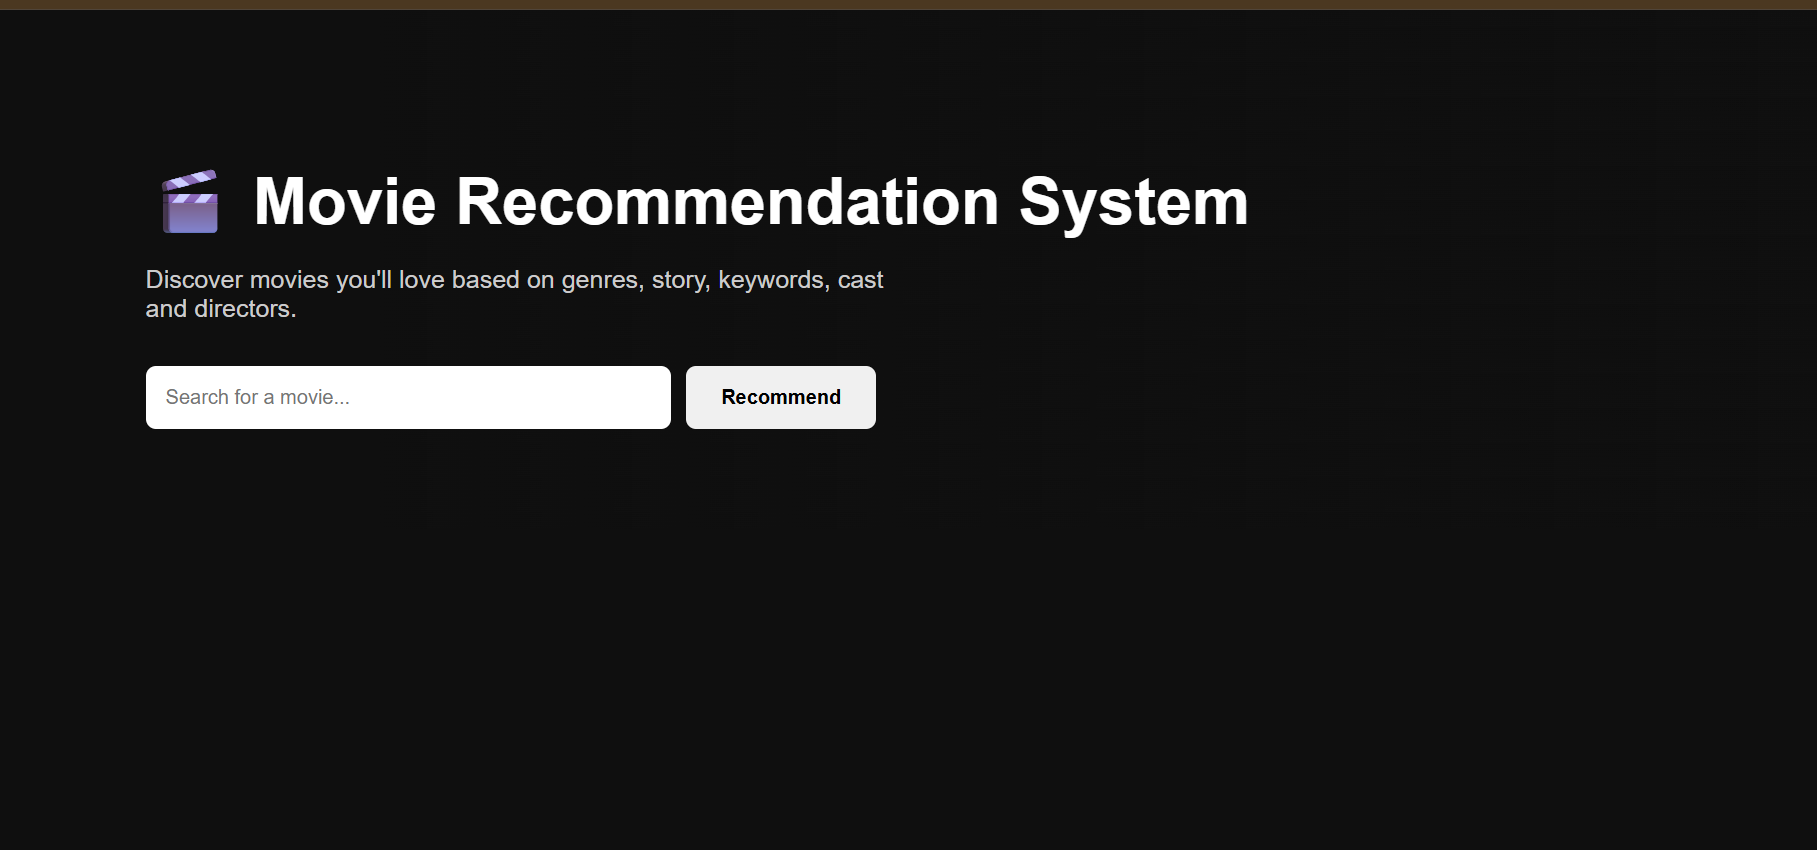 Movie Recommendation System
Discover movies you'll love based on genres, story, keywords, cast
and directors.
Search for a movie...
Recommend